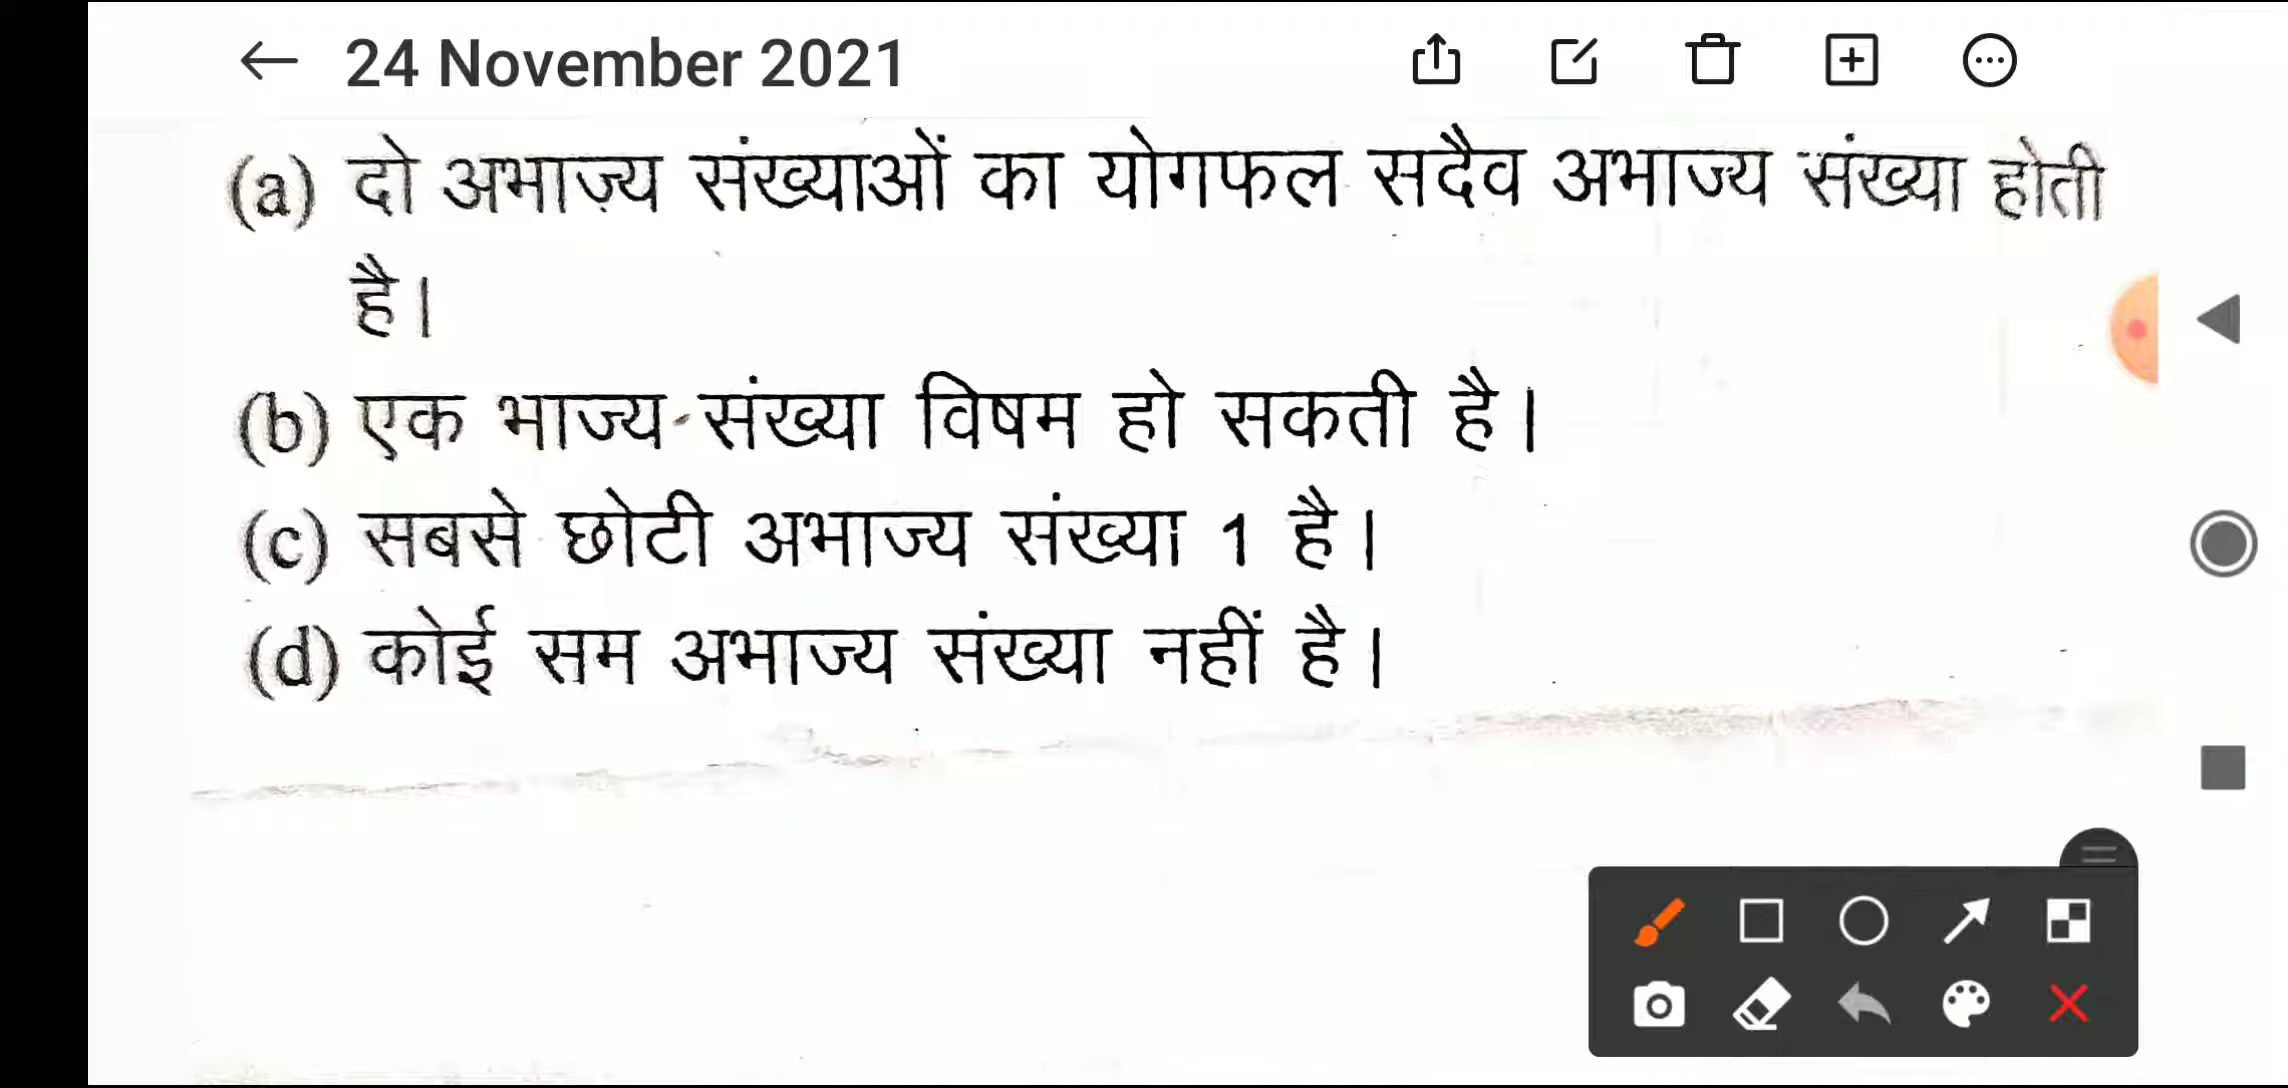 24 November 2021
(a) दो अभाज़्य संख्याओं का योगफल सदैव अभाज्य संख्या होती
है।
(b) एक भाज्य संख्या विषम हो सकती है।
(c) सबसे छोटी अभाज्य संख्या 1 है।
(d) कोई सम अभाज्य संख्या नहीं है।